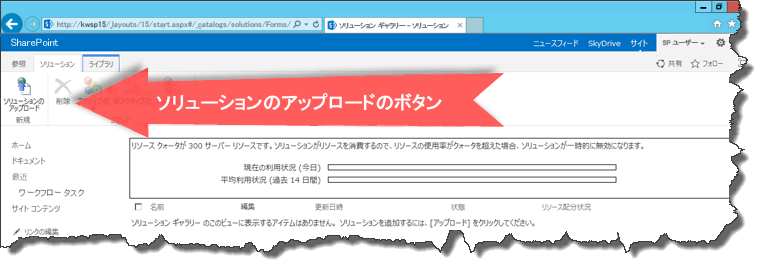 http://kwsp15/_layouts/15/start.aspx#/_catalogs/solutions/Forms/
ソリューション ギャラリー - ソリューション
SharePoint
ニュースフィード SkyDrive サイト SP ユーザー
参照 ソリューション ライブラリ
共有 フォロー
ソリューションの
アップロード
削除
新規
ソリューションのアップロードのボタン
ホーム
ドキュメント
最近
ワークフロー タスク
サイト コンテンツ
リンクの編集
リソース クォータが 300 サーバー リソースです。ソリューションがリソースを消費するので、リソースの使用率がクォータを超えた場合、ソリューションが一時的に無効になります。
現在の利用状況 (今日)
平均利用状況 (過去 14 日間)
名前 編集 更新日時 状態 リソース配分状況
ソリューション ギャラリー のこのビューに表示するアイテムはありません。ソリューションを追加するには、[アップロード] をクリックしてください。